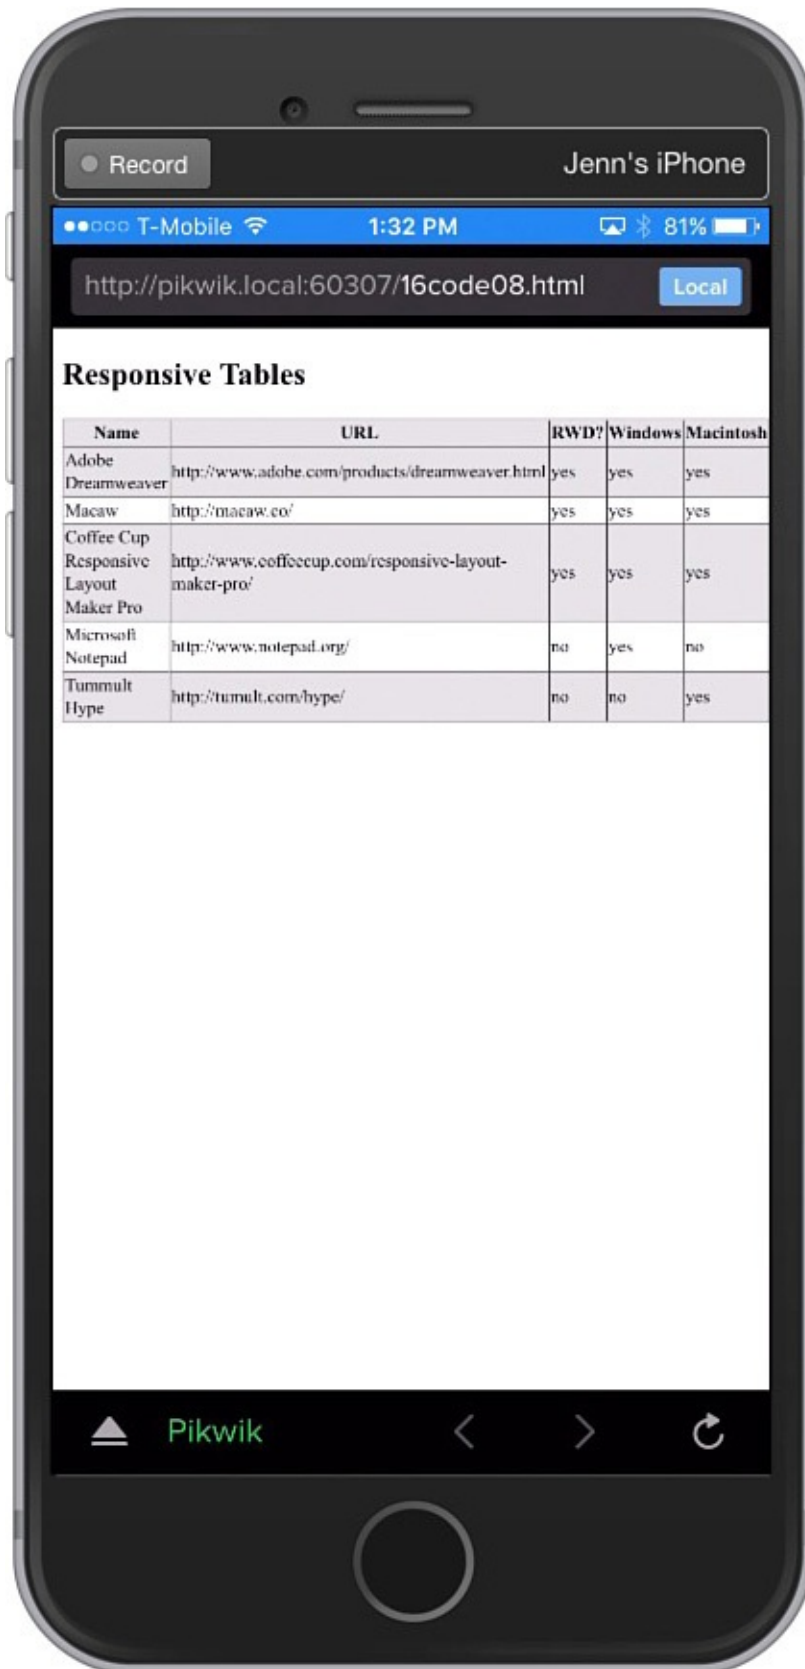 Record Jenn's iPhone
T-Mobile 1:32 PM 81%
http://pikwik.local:60307/16code08.html Local
Responsive Tables
Name URL RWD? Windows Macintosh
Adobe
Dreamweaver http://www.adobe.com/products/dreamweaver.html yes yes yes
Macaw http://macaw.co/ yes yes yes
Coffee Cup
Responsive
Layout
Maker Pro http://www.coffeecup.com/responsive-layout-
maker-pro/ yes yes yes
Microsoft
Notepad http://www.notepad.org/ no yes no
Tummult
Hype http://tumult.com/hype/ no no yes
Pikwik